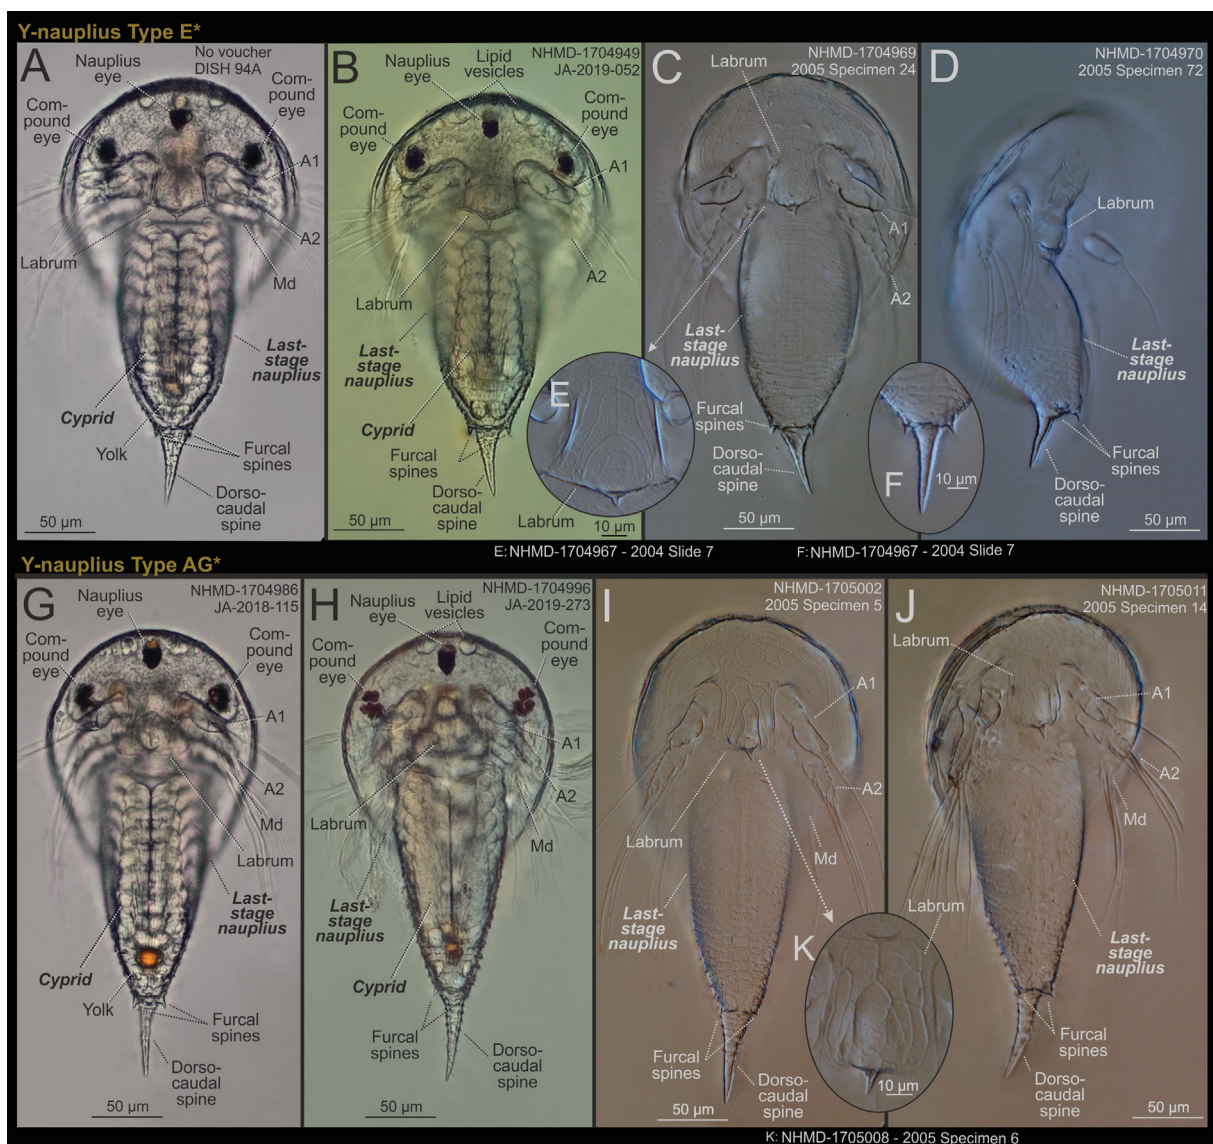 Y-nauplius Type E*
A
No voucher
DISH 94A
Nauplius
eye
Com-
pound
eye
Com-
pound
eye
A1
A2
Labrum
Md
Last-
stage
nauplius
Cyprid
Yolk
Furcal
spines
Dorso-
caudal
spine
50 µm
B
NHMD-1704949
JA-2019-052
Nauplius
eye
Lipid
vesicles
Com-
pound
eye
Com-
pound
eye
A1
A2
Labrum
Last-
stage
nauplius
Cyprid
Furcal
spines
Dorso-
caudal
spine
50 µm
C
NHMD-1704969
2005 Specimen 24
Labrum
A1
A2
Last-
stage
nauplius
Furcal
spines
Dorso-
caudal
spine
50 µm
D
NHMD-1704970
2005 Specimen 72
Labrum
Last-
stage
nauplius
Furcal
spines
Dorso-
caudal
spine
50 µm
E
Labrum
10 µm
F
10 µm
E: NHMD-1704967 - 2004 Slide 7
F: NHMD-1704967 - 2004 Slide 7
Y-nauplius Type AG*
G
NHMD-1704986
JA-2018-115
Nauplius
eye
Com-
pound
eye
Com-
pound
eye
A1
A2
Md
Labrum
Last-
stage
nauplius
Cyprid
Yolk
Furcal
spines
Dorso-
caudal
spine
50 µm
H
NHMD-1704996
JA-2019-273
Nauplius
eye
Lipid
vesicles
Com-
pound
eye
Com-
pound
eye
A1
A2
Labrum
Md
Last-
stage
nauplius
Cyprid
Furcal
spines
Dorso-
caudal
spine
50 µm
I
NHMD-1705002
2005 Specimen 5
A1
A2
Labrum
Md
Last-
stage
nauplius
Furcal
spines
Dorso-
caudal
spine
50 µm
J
NHMD-1705011
2005 Specimen 14
Labrum
A1
A2
Md
Labrum
Last-
stage
nauplius
Furcal
spines
Dorso-
caudal
spine
50 µm
K
10 µm
K: NHMD-1705008 - 2005 Specimen 6